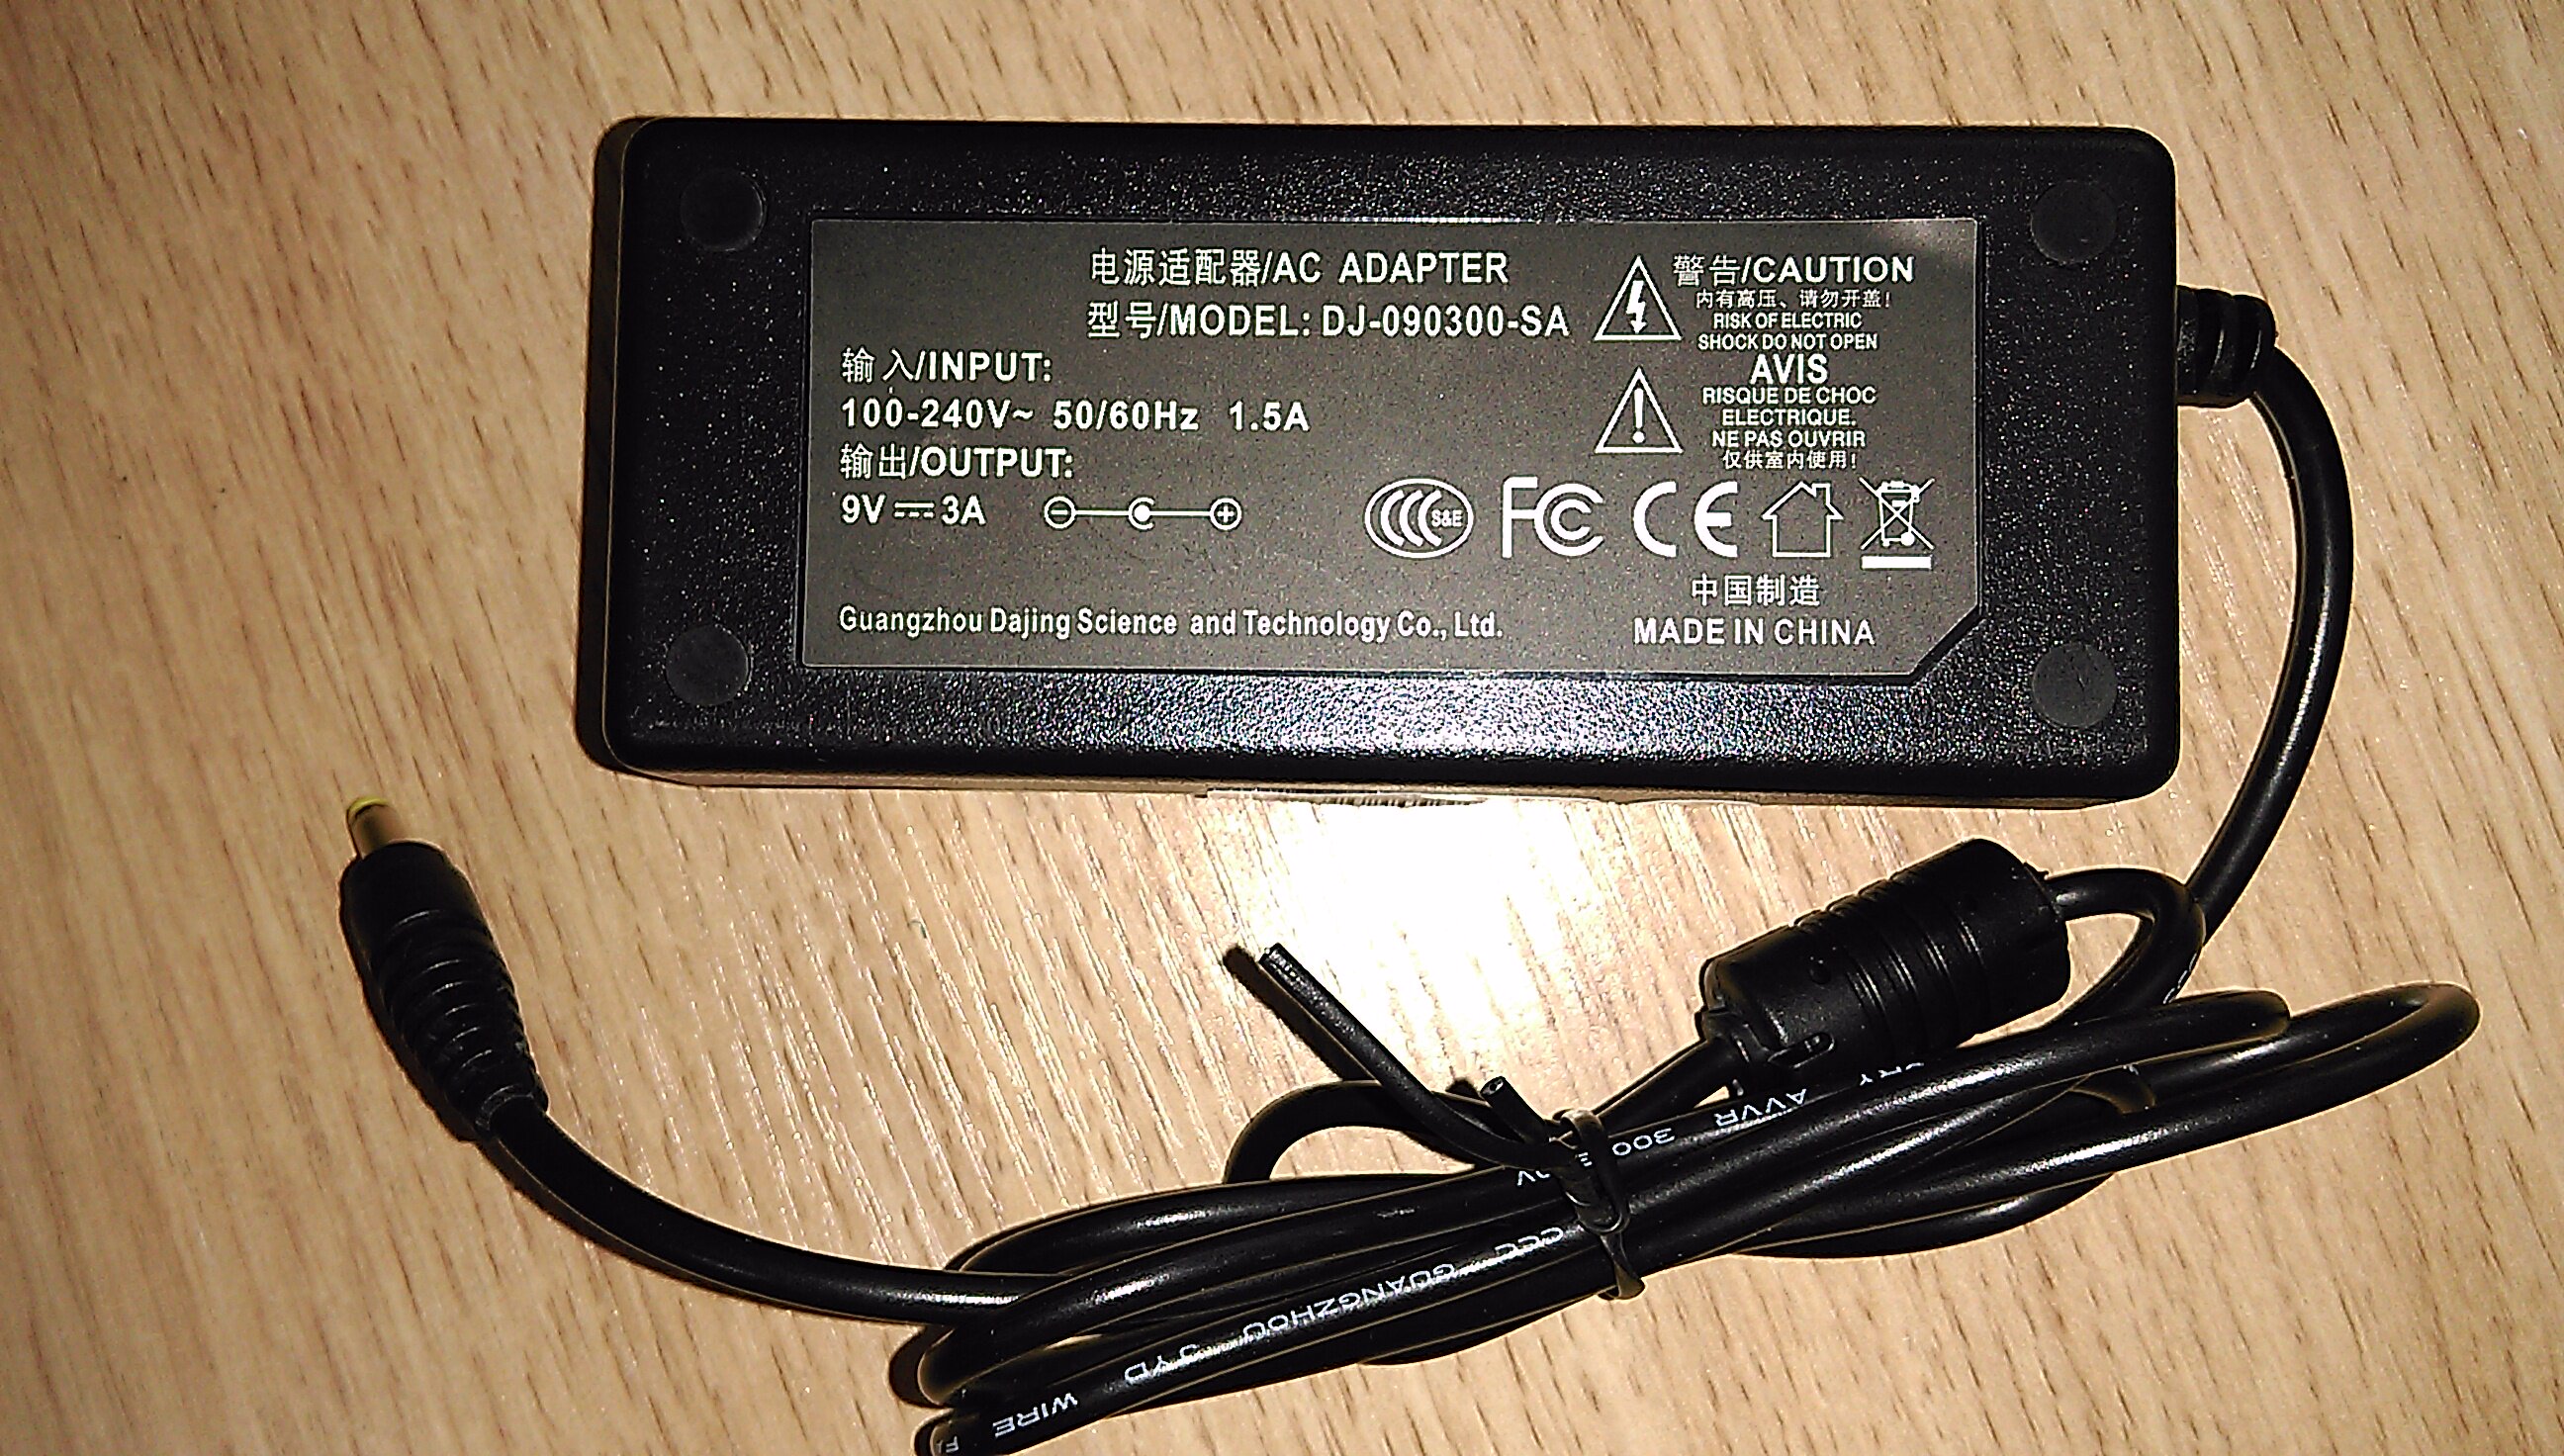 电源适配器/AC ADAPTER
型号/MODEL: DJ-090300-SA
输入/INPUT:
100-240V~ 50/60Hz 1.5A
输出/OUTPUT:
9V⎓3A
警告/CAUTION
内有高压、请勿开盖!
RISK OF ELECTRIC
SHOCK DO NOT OPEN
AVIS
RISQUE DE CHOC
ELECTRIQUE.
NE PAS OUVRIR
仅供室内使用!
S&E
FC CE
中国制造
MADE IN CHINA
Guangzhou Dajing Science and Technology Co., Ltd.
AVVR 300
CCC GUANGZHOU JYD WIRE